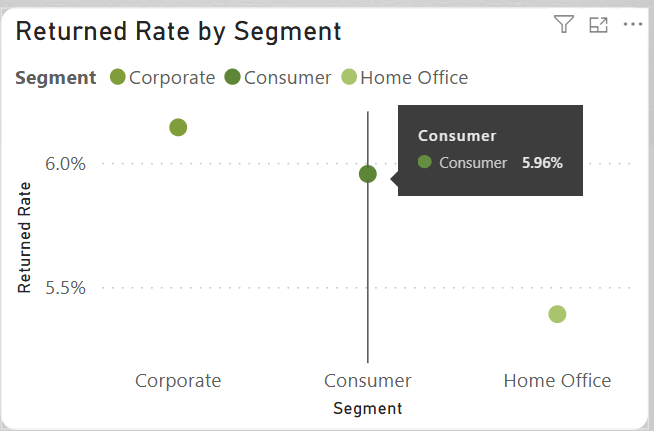 Returned Rate by Segment
Segment Corporate Consumer Home Office
Consumer
Consumer 5.96%
6.0%
5.5%
Returned Rate
Corporate Consumer Home Office
Segment